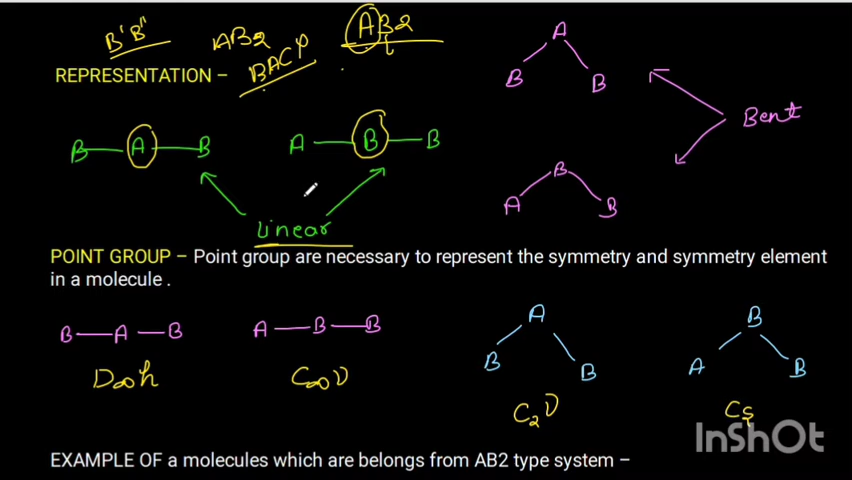 B'B" AB2 AB2
REPRESENTATION –
A
B B
B A B A B B
Bent
B
A B
Linear
POINT GROUP – Point group are necessary to represent the symmetry and symmetry element
in a molecule .
B A B A B B A B
B B A B
D∞h C∞V C2V Cs
InShOt
EXAMPLE OF a molecules which are belongs from AB2 type system –